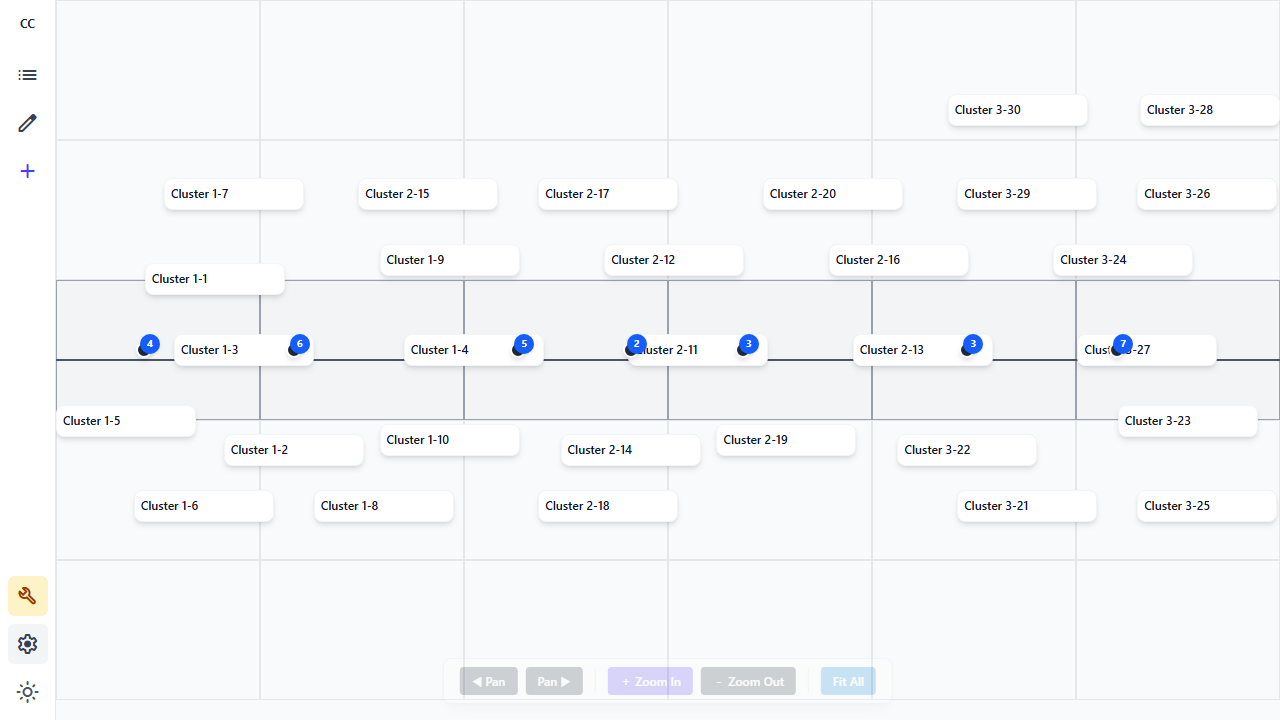 CC
Cluster 3-30
Cluster 3-28
Cluster 1-7
Cluster 2-15
Cluster 2-17
Cluster 2-20
Cluster 3-29
Cluster 3-26
Cluster 1-9
Cluster 2-12
Cluster 2-16
Cluster 3-24
Cluster 1-1
4
Cluster 1-3
6
Cluster 1-4
5
2
Cluster 2-11
3
Cluster 2-13
3
Cluster 3-27
7
Cluster 1-5
Cluster 3-23
Cluster 1-2
Cluster 1-10
Cluster 2-14
Cluster 2-19
Cluster 3-22
Cluster 1-6
Cluster 1-8
Cluster 2-18
Cluster 3-21
Cluster 3-25
◀ Pan
Pan ▶
+ Zoom In
- Zoom Out
Fit All